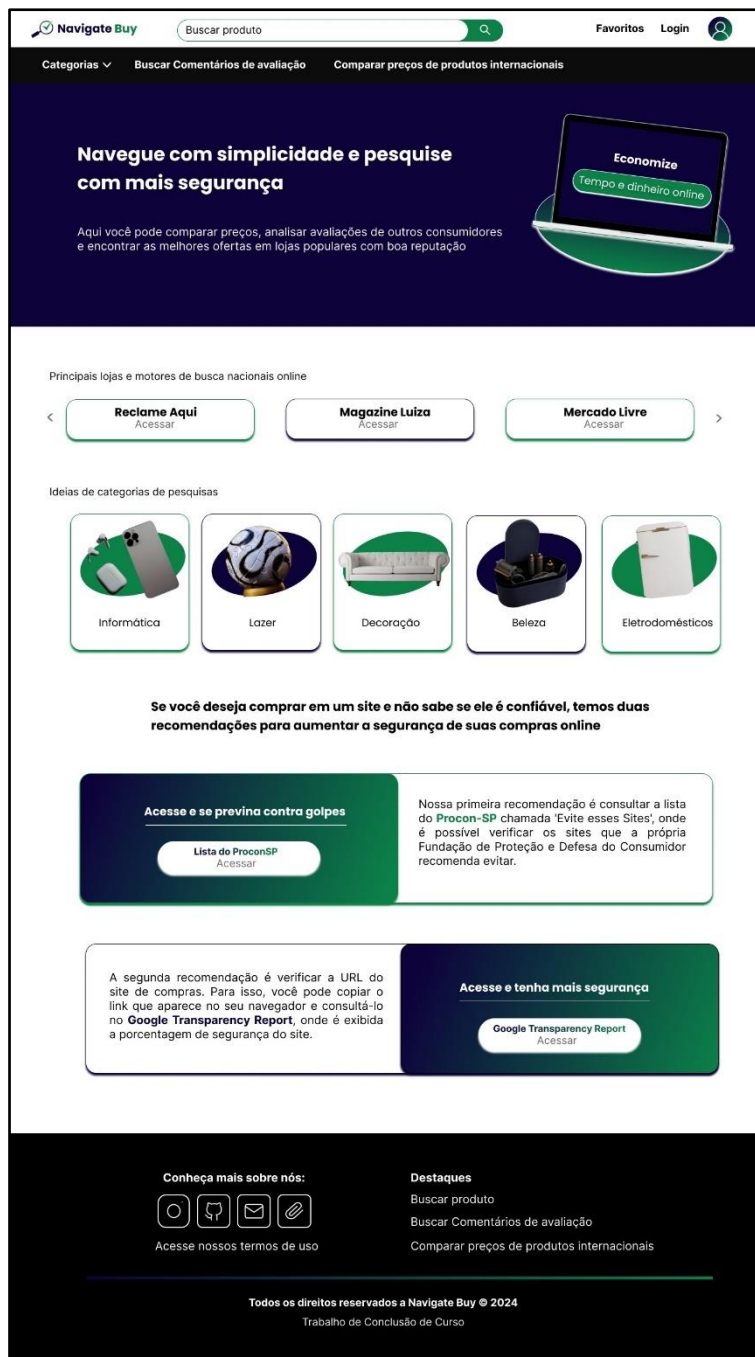 Navigate Buy
Buscar produto
Favoritos
Login
Categorias
Buscar Comentários de avaliação
Comparar preços de produtos internacionais
Navegue com simplicidade e pesquise
com mais segurança
Aqui você pode comparar preços, analisar avaliações de outros consumidores
e encontrar as melhores ofertas em lojas populares com boa reputação
Economize
Tempo e dinheiro online
Principais lojas e motores de busca nacionais online
Reclame Aqui
Acessar
Magazine Luiza
Acessar
Mercado Livre
Acessar
Ideias de categorias de pesquisas
Informática
Lazer
Decoração
Beleza
Eletrodomésticos
Se você deseja comprar em um site e não sabe se ele é confiável, temos duas
recomendações para aumentar a segurança de suas compras online
Acesse e se previna contra golpes
Lista do ProconSP
Acessar
Nossa primeira recomendação é consultar a lista
do Procon-SP chamada 'Evite esses Sites', onde
é possível verificar os sites que a própria
Fundação de Proteção e Defesa do Consumidor
recomenda evitar.
A segunda recomendação é verificar a URL do
site de compras. Para isso, você pode copiar o
link que aparece no seu navegador e consultá-lo
no Google Transparency Report, onde é exibida
a porcentagem de segurança do site.
Acesse e tenha mais segurança
Google Transparency Report
Acessar
Conheça mais sobre nós:
Acesse nossos termos de uso
Destaques
Buscar produto
Buscar Comentários de avaliação
Comparar preços de produtos internacionais
Todos os direitos reservados a Navigate Buy © 2024
Trabalho de Conclusão de Curso